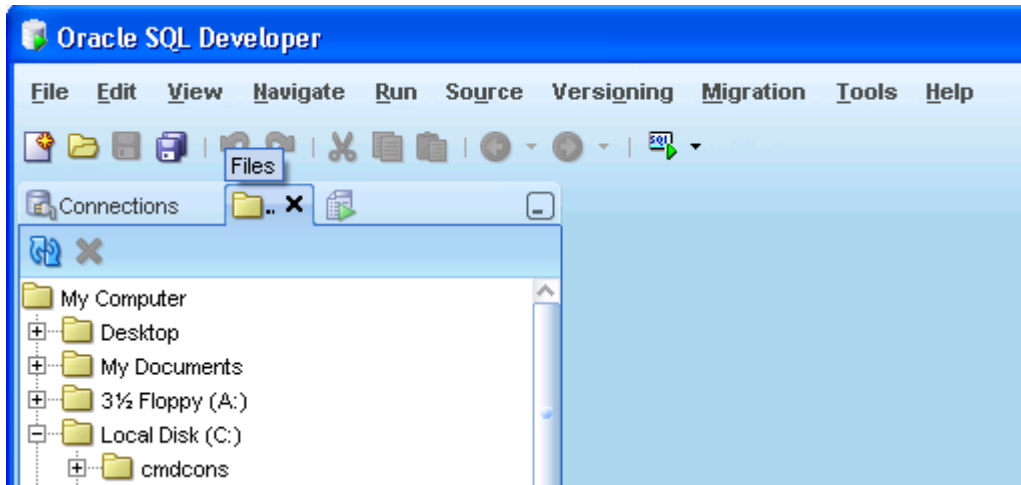 Oracle SQL Developer
File Edit View Navigate Run Source Versioning Migration Tools Help
SQL
Files
Connections .. 
My Computer
Desktop
My Documents
3½ Floppy (A:)
Local Disk (C:)
cmdcons